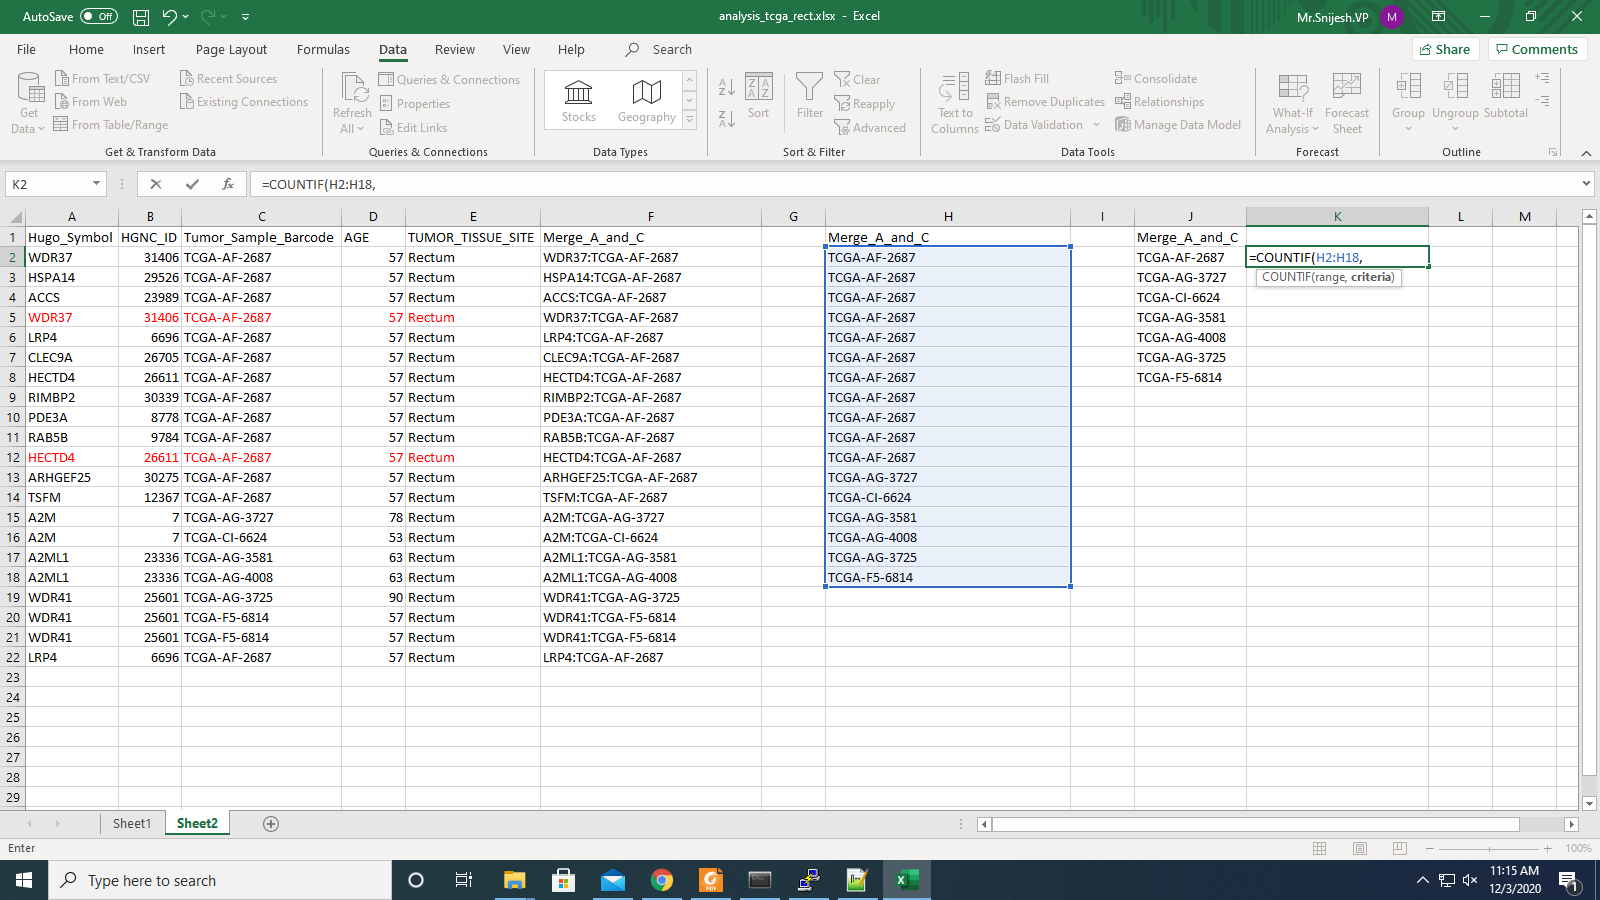 AutoSave Off analysis_tcga_rect.xlsx - Excel Mr.Snijesh.VP M
File Home Insert Page Layout Formulas Data Review View Help Search Share Comments
Get Data From Text/CSV From Web From Table/Range Recent Sources Existing Connections
Get & Transform Data
Refresh All Queries & Connections Properties Edit Links
Queries & Connections
Stocks Geography
Data Types
Sort Filter Clear Reapply Advanced
Sort & Filter
Text to Columns Flash Fill Remove Duplicates Data Validation Consolidate Relationships Manage Data Model
Data Tools
What-If Analysis Forecast Sheet
Forecast
Group Ungroup Subtotal
Outline
K2 fx =COUNTIF(H2:H18,
A B C D E F G H I J K L M
1 Hugo_Symbol HGNC_ID Tumor_Sample_Barcode AGE TUMOR_TISSUE_SITE Merge_A_and_C Merge_A_and_C Merge_A_and_C
2 WDR37 31406 TCGA-AF-2687 57 Rectum WDR37:TCGA-AF-2687 TCGA-AF-2687 TCGA-AF-2687 =COUNTIF(H2:H18,
3 HSPA14 29526 TCGA-AF-2687 57 Rectum HSPA14:TCGA-AF-2687 TCGA-AF-2687 TCGA-AG-3727 COUNTIF(range, criteria)
4 ACCS 23989 TCGA-AF-2687 57 Rectum ACCS:TCGA-AF-2687 TCGA-AF-2687 TCGA-CI-6624
5 WDR37 31406 TCGA-AF-2687 57 Rectum WDR37:TCGA-AF-2687 TCGA-AF-2687 TCGA-AG-3581
6 LRP4 6696 TCGA-AF-2687 57 Rectum LRP4:TCGA-AF-2687 TCGA-AF-2687 TCGA-AG-4008
7 CLEC9A 26705 TCGA-AF-2687 57 Rectum CLEC9A:TCGA-AF-2687 TCGA-AF-2687 TCGA-AG-3725
8 HECTD4 26611 TCGA-AF-2687 57 Rectum HECTD4:TCGA-AF-2687 TCGA-AF-2687 TCGA-F5-6814
9 RIMBP2 30339 TCGA-AF-2687 57 Rectum RIMBP2:TCGA-AF-2687 TCGA-AF-2687
10 PDE3A 8778 TCGA-AF-2687 57 Rectum PDE3A:TCGA-AF-2687 TCGA-AF-2687
11 RAB5B 9784 TCGA-AF-2687 57 Rectum RAB5B:TCGA-AF-2687 TCGA-AF-2687
12 HECTD4 26611 TCGA-AF-2687 57 Rectum HECTD4:TCGA-AF-2687 TCGA-AF-2687
13 ARHGEF25 30275 TCGA-AF-2687 57 Rectum ARHGEF25:TCGA-AF-2687 TCGA-AG-3727
14 TSFM 12367 TCGA-AF-2687 57 Rectum TSFM:TCGA-AF-2687 TCGA-CI-6624
15 A2M 7 TCGA-AG-3727 78 Rectum A2M:TCGA-AG-3727 TCGA-AG-3581
16 A2M 7 TCGA-CI-6624 53 Rectum A2M:TCGA-CI-6624 TCGA-AG-4008
17 A2ML1 23336 TCGA-AG-3581 63 Rectum A2ML1:TCGA-AG-3581 TCGA-AG-3725
18 A2ML1 23336 TCGA-AG-4008 63 Rectum A2ML1:TCGA-AG-4008 TCGA-F5-6814
19 WDR41 25601 TCGA-AG-3725 90 Rectum WDR41:TCGA-AG-3725
20 WDR41 25601 TCGA-F5-6814 57 Rectum WDR41:TCGA-F5-6814
21 WDR41 25601 TCGA-F5-6814 57 Rectum WDR41:TCGA-F5-6814
22 LRP4 6696 TCGA-AF-2687 57 Rectum LRP4:TCGA-AF-2687
23
24
25
26
27
28
29
Sheet1 Sheet2
Enter 100%
Type here to search 11:15 AM
12/3/2020 1